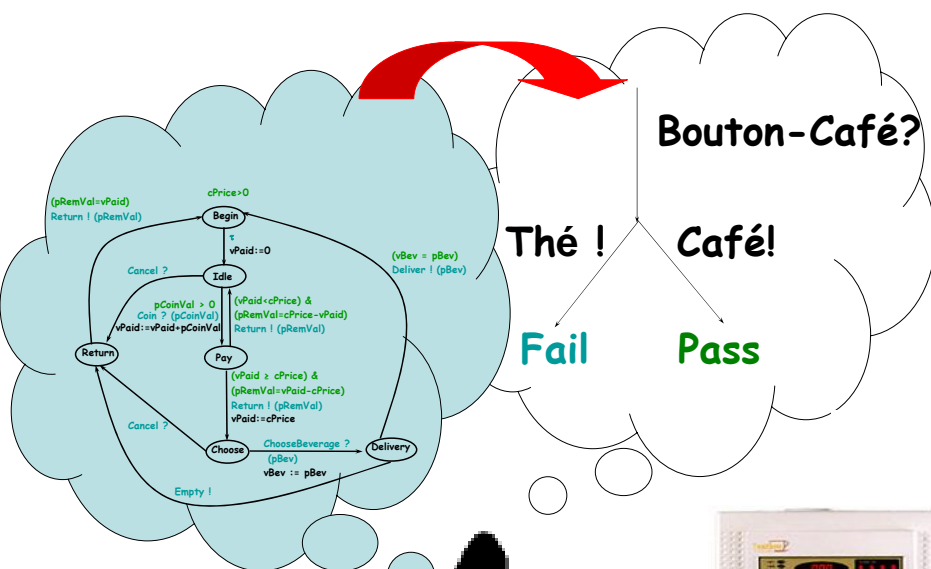 Bouton-Café?
Thé !
Café!
Fail
Pass
cPrice>0
Begin
(pRemVal=vPaid)
Return ! (pRemVal)
τ
vPaid:=0
(vBev = pBev)
Deliver ! (pBev)
Cancel ?
Idle
pCoinVal > 0
Coin ? (pCoinVal)
vPaid:=vPaid+pCoinVal
(vPaid<cPrice) &
(pRemVal=cPrice-vPaid)
Return ! (pRemVal)
Return
Pay
(vPaid ≥ cPrice) &
(pRemVal=vPaid-cPrice)
Return ! (pRemVal)
vPaid:=cPrice
Cancel ?
Choose
ChooseBeverage ?
(pBev)
vBev := pBev
Delivery
Empty !